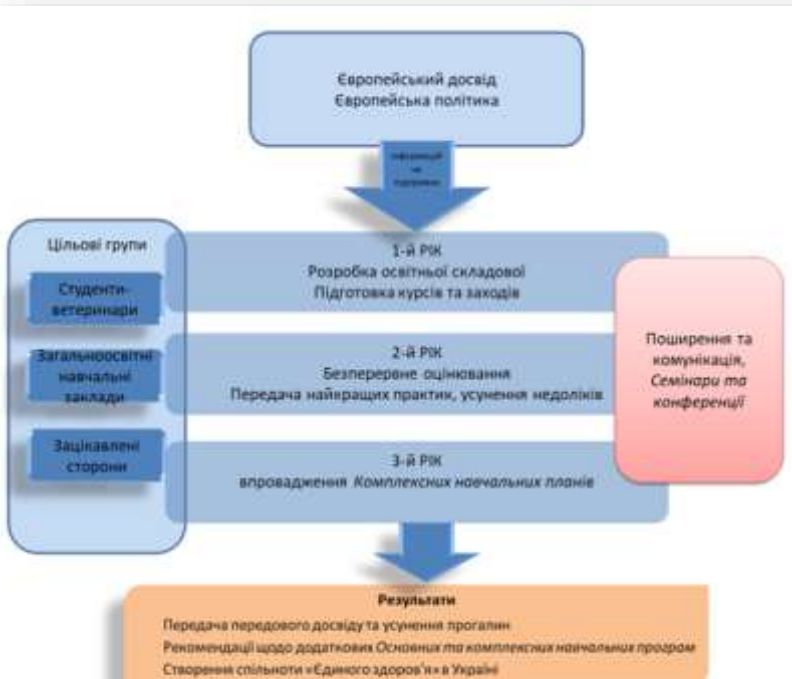 Європейський досвід
Європейська політика
Цільові групи
Студенти-
ветеринари
Загальноосвітні
навчальні
заклади
Зацікавлені
сторони
1-й РІК
Розробка освітньої складової
Підготовка курсів та заходів
2-й РІК
Безперервне оцінювання
Передача найкращих практик, усунення недоліків
3-й РІК
впровадження Комплексних навчальних планів
Поширення та
комунікація,
Семінари та
конференції
Результати
Передача передового досвіду та усунення прогалин
Рекомендації щодо додаткових Основних та комплексних навчальних програм
Створення спільноти «Єдиного здоров'я» в Україні